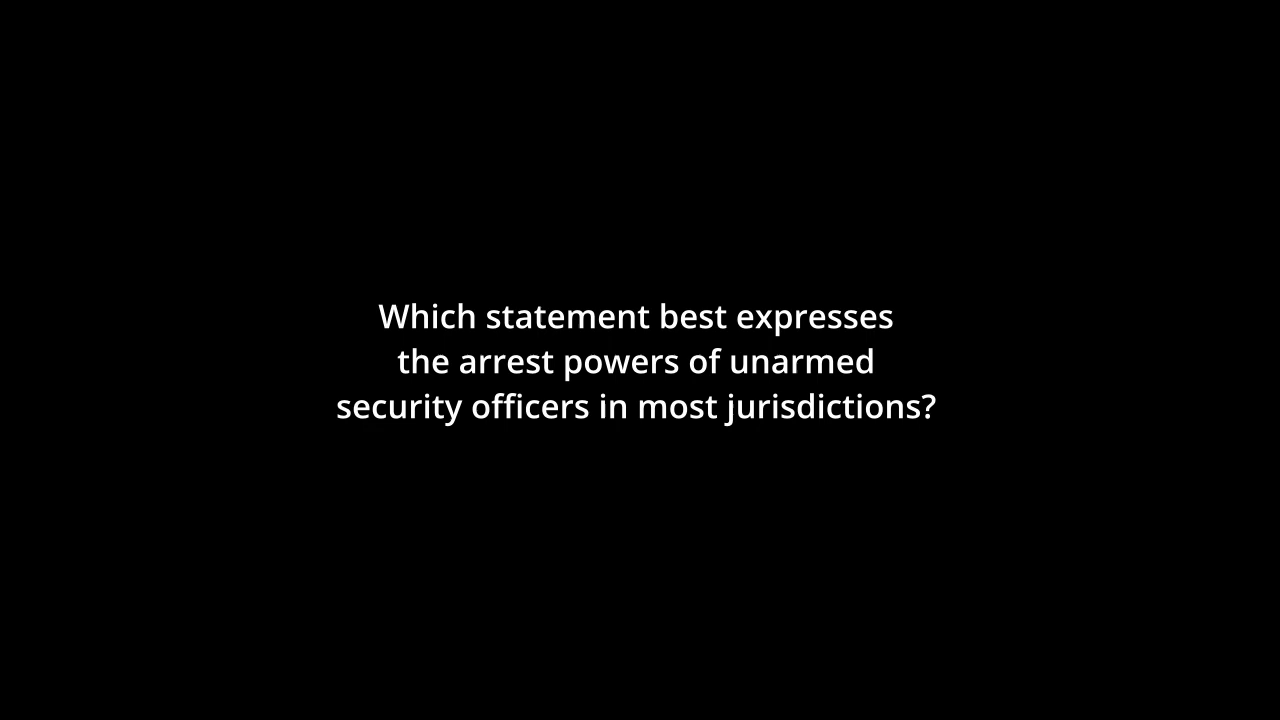 Which statement best expresses
the arrest powers of unarmed
security officers in most jurisdictions?